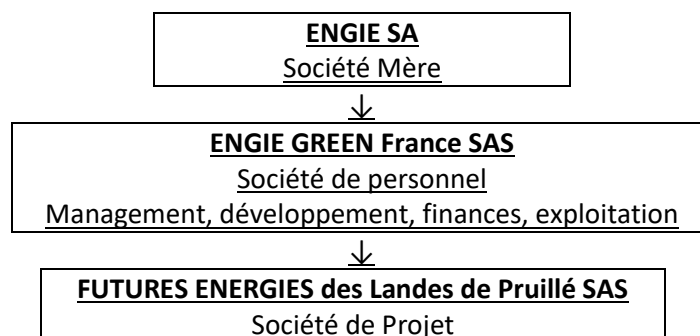 ENGIE SA
Société Mère
↓
ENGIE GREEN France SAS
Société de personnel
Management, développement, finances, exploitation
↓
FUTURES ENERGIES des Landes de Pruillé SAS
Société de Projet